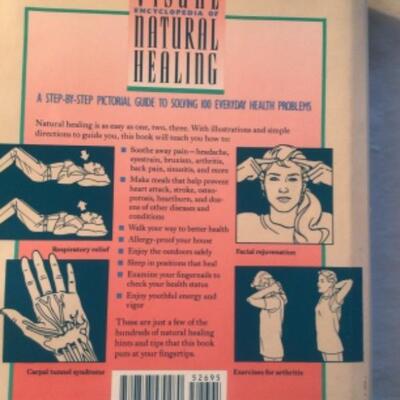 VISUAL
ENCYCLOPEDIA OF
NATURAL
HEALING
A STEP-BY-STEP PICTORIAL GUIDE TO SOLVING 100 EVERYDAY HEALTH PROBLEMS
Natural healing is as easy as one, two, three. With illustrations and simple
directions to guide you, this book will teach you how to:
Soothe away pain—headache,
eyestrain, bruxism, arthritis,
back pain, sinusitis, and more
Make meals that help prevent
heart attack, stroke, osteo-
porosis, heartburn, and doz-
ens of other diseases and
conditions
Walk your way to better health
Allergy-proof your house
Enjoy the outdoors safely
Sleep in positions that heal
Examine your fingernails to
check your health status
Enjoy youthful energy and
vigor
These are just a few of the
hundreds of natural healing
hints and tips that this book
puts at your fingertips.
Respiratory relief
Facial rejuvenation
Carpal tunnel syndrome
Exercises for arthritis
52695